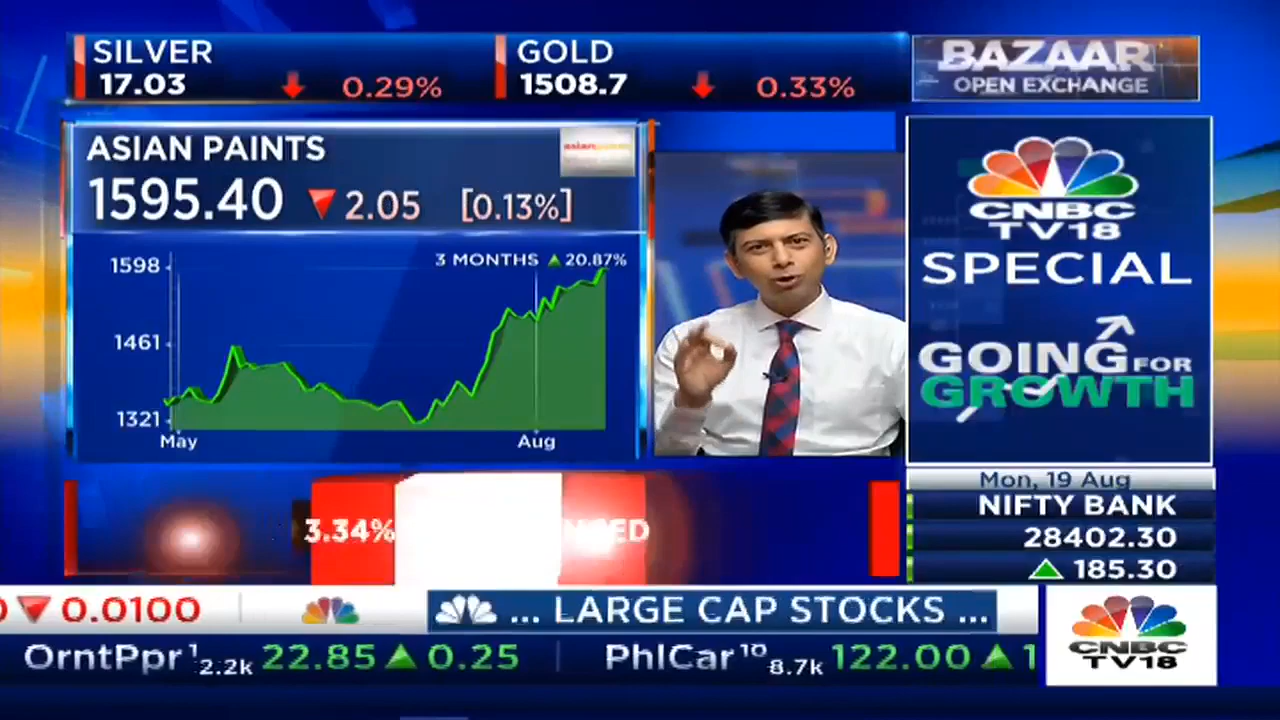 SILVER
17.03 0.29%
GOLD
1508.7 0.33%
BAZAAR
OPEN EXCHANGE
ASIAN PAINTS
1595.40 2.05 [0.13%]
3 MONTHS 20.87%
1598
1461
1321
May Aug
CNBC
TV18
SPECIAL
GOING FOR
GROWTH
Mon, 19 Aug
NIFTY BANK
28402.30
185.30
3.34%
0.0100
... LARGE CAP STOCKS ...
OrntPpr 1 2.2k 22.85 0.25 PhlCar 10 8.7k 122.00 1
CNBC
TV18